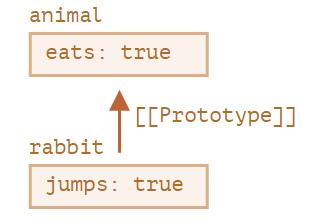 animal
eats: true
[[Prototype]]
rabbit
jumps: true